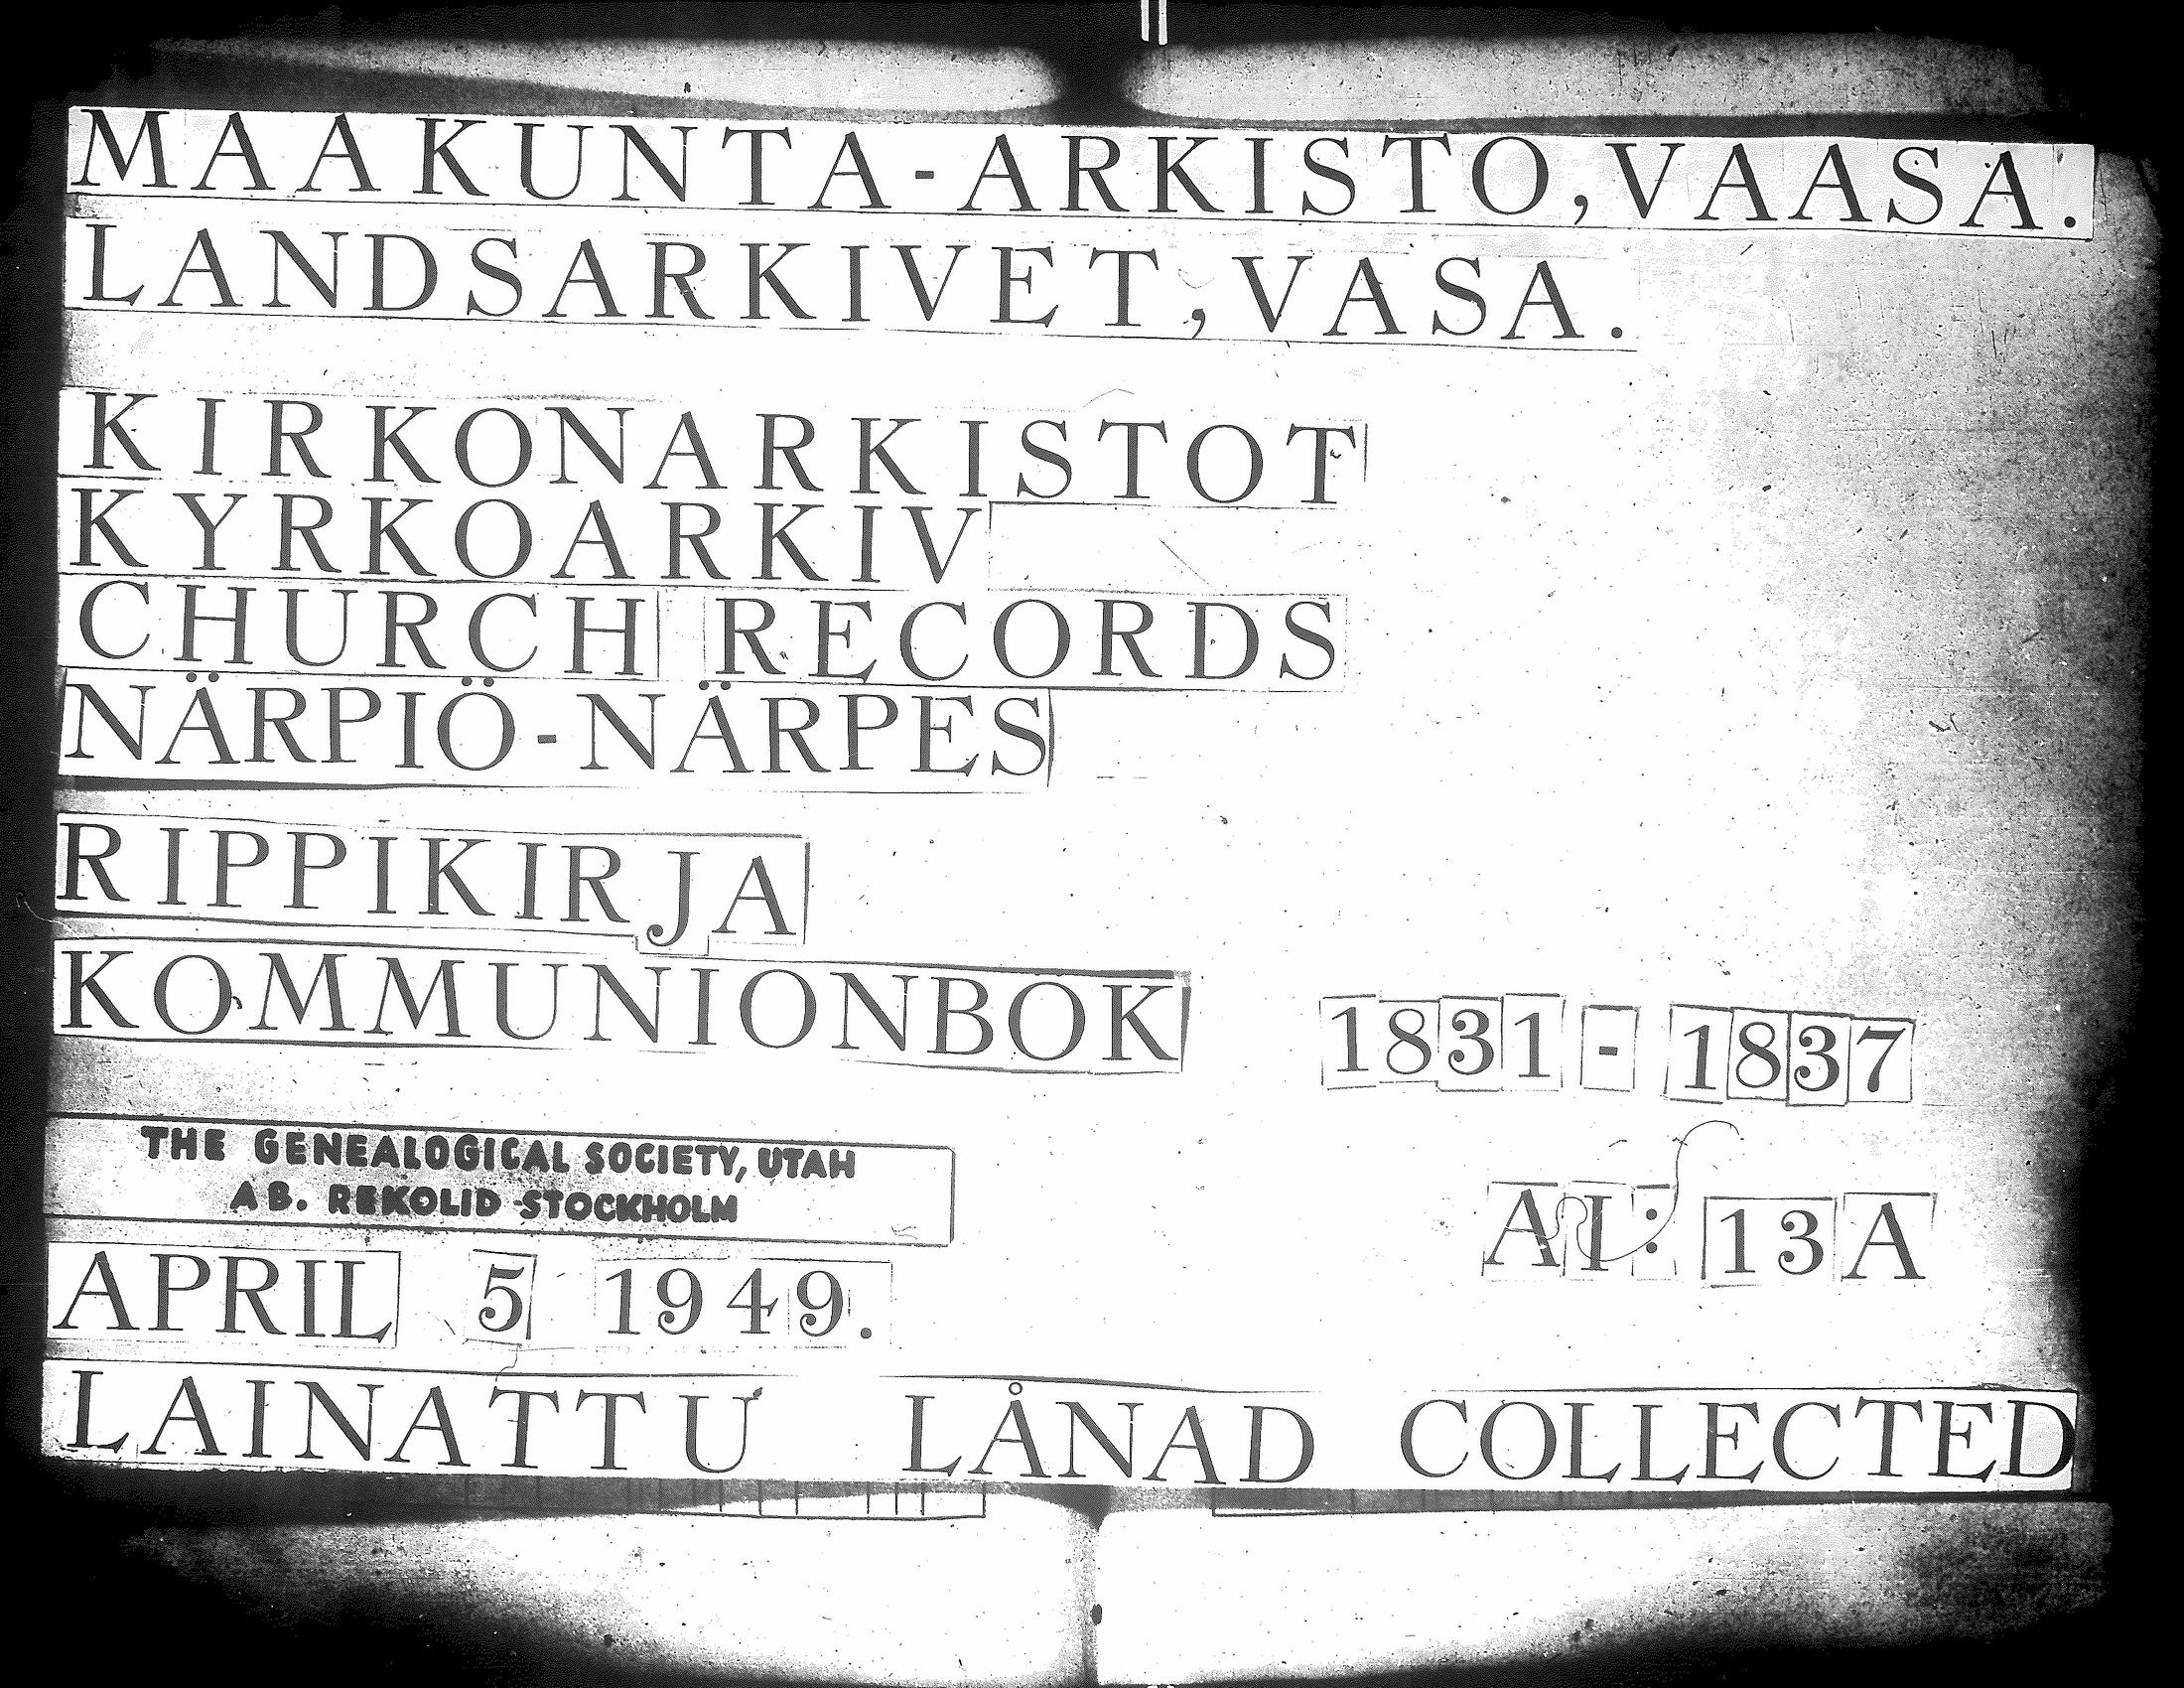 MAAKUNTA-ARKISTO, VAASA.
LANDSARKIVET, VASA.
KIRKONARKISTOT
KYRKOARKIV
CHURCH RECORDS
NÄRPIÖ-NÄRPES
RIPPIKIRJA
KOMMUNIONBOK 1831 - 1837
THE GENEALOGICAL SOCIETY, UTAH
AB. REKOLID STOCKHOLM
AI: 13A
APRIL 5 1949.
LAINATTU LÅNAD COLLECTED